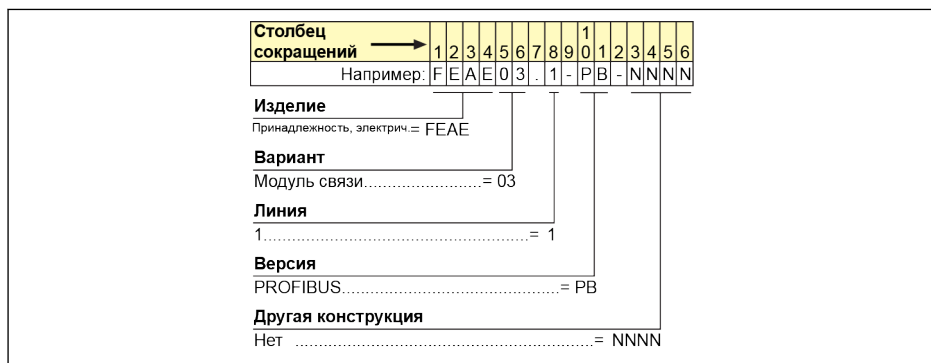 Столбец
1
сокращений 1 2 3 4 5 6 7 8 9 0 1 2 3 4 5 6
Например: F E A E 0 3 . 1 - P B - N N N N
Изделие
Принадлежность, электрич.= FEAE
Вариант
Модуль связи........................= 03
Линия
1.....................................................= 1
Версия
PROFIBUS............................................= PB
Другая конструкция
Нет ............................................................= NNNN